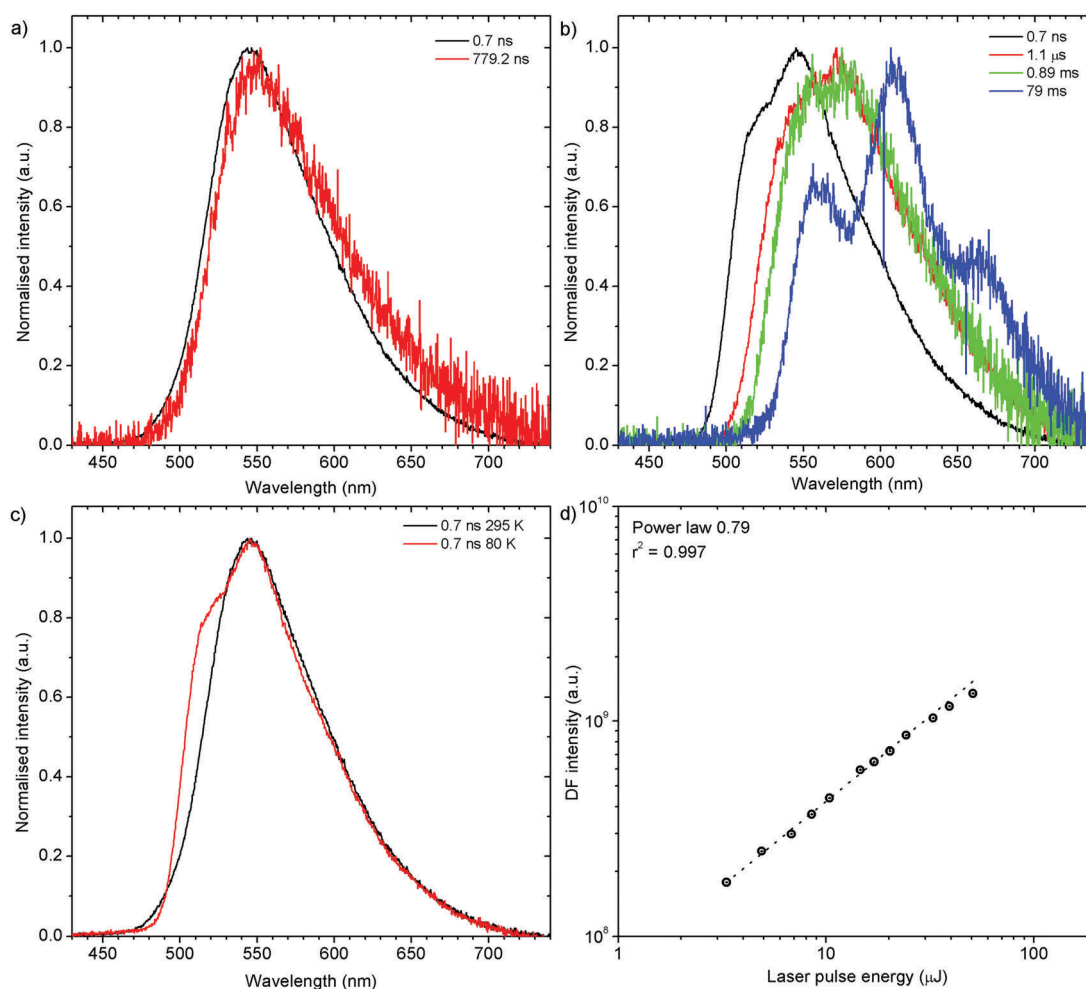 a)
0.7 ns
779.2 ns
Normalised intensity (a.u.)
1.0
0.8
0.6
0.4
0.2
0.0
450 500 550 600 650 700
Wavelength (nm)
b)
0.7 ns
1.1 μs
0.89 ms
79 ms
Normalised intensity (a.u.)
1.0
0.8
0.6
0.4
0.2
0.0
450 500 550 600 650 700
Wavelength (nm)
c)
0.7 ns 295 K
0.7 ns 80 K
Normalised intensity (a.u.)
1.0
0.8
0.6
0.4
0.2
0.0
450 500 550 600 650 700
Wavelength (nm)
d)
Power law 0.79
r² = 0.997
DF intensity (a.u.)
10¹⁰
10⁹
10⁸
1 10 100
Laser pulse energy (μJ)